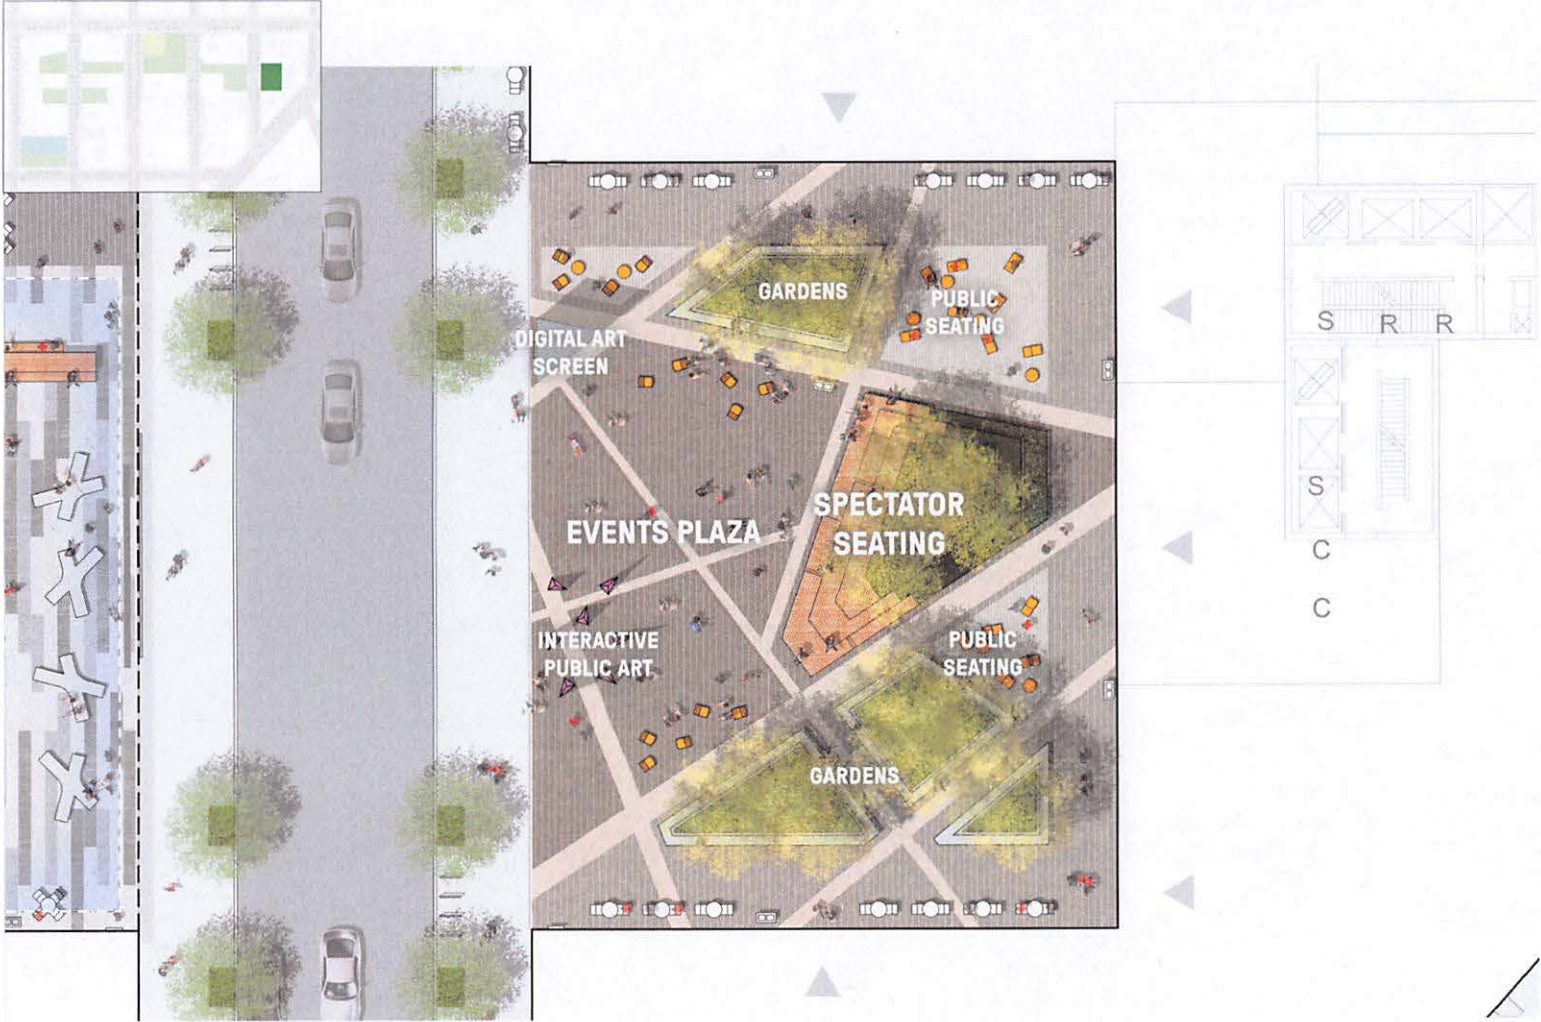 GARDENS
PUBLIC
SEATING
DIGITAL ART
SCREEN
S R R
SPECTATOR
SEATING
EVENTS PLAZA
S
C
C
INTERACTIVE
PUBLIC ART
PUBLIC
SEATING
GARDENS